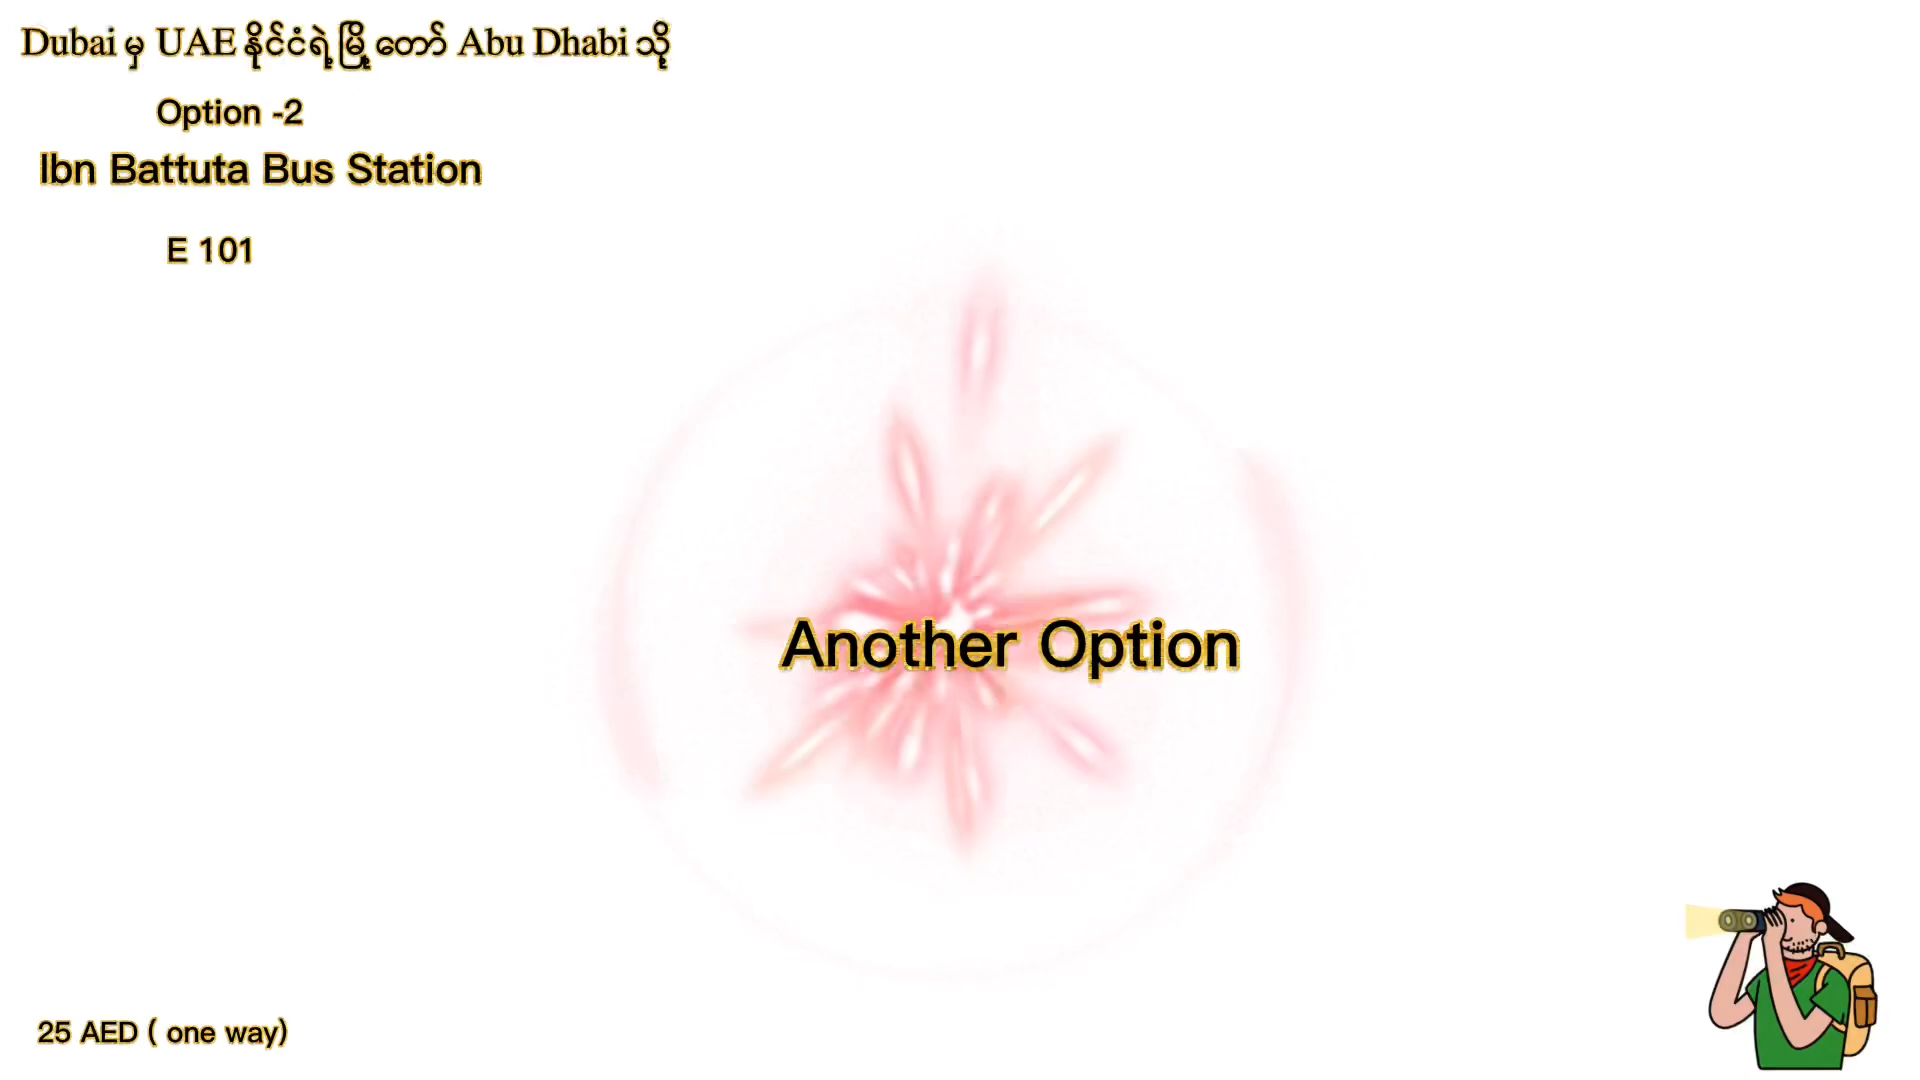 Dubai မှ UAE နိုင်ငံရဲ့ မြို့တော် Abu Dhabi သို့
Option -2
Ibn Battuta Bus Station
E 101
Another Option
25 AED ( one way)